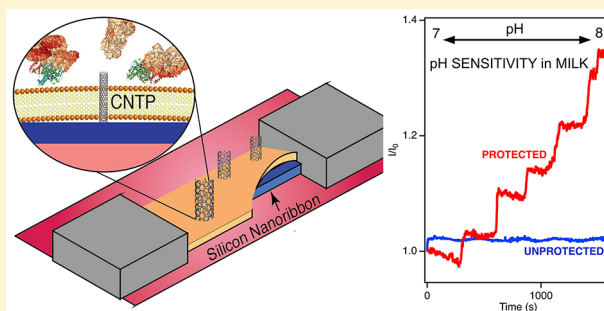 CNTP
Silicon Nanoribbon
1.4
7 pH 8
pH SENSITIVITY in MILK
I/I0
1.2
PROTECTED
1.0
UNPROTECTED
0 1000
Time (s)